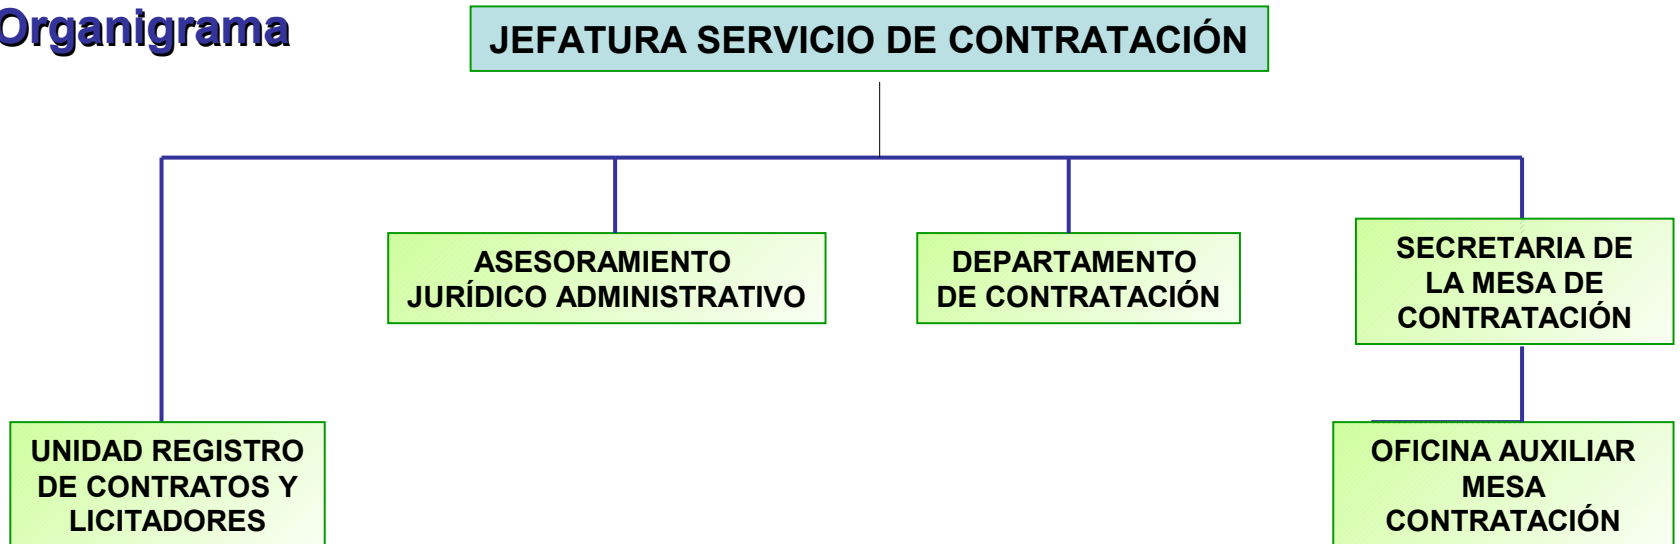 Organigrama
JEFATURA SERVICIO DE CONTRATACIÓN
ASESORAMIENTO
JURÍDICO ADMINISTRATIVO
DEPARTAMENTO
DE CONTRATACIÓN
SECRETARIA DE
LA MESA DE
CONTRATACIÓN
UNIDAD REGISTRO
DE CONTRATOS Y
LICITADORES
OFICINA AUXILIAR
MESA
CONTRATACIÓN